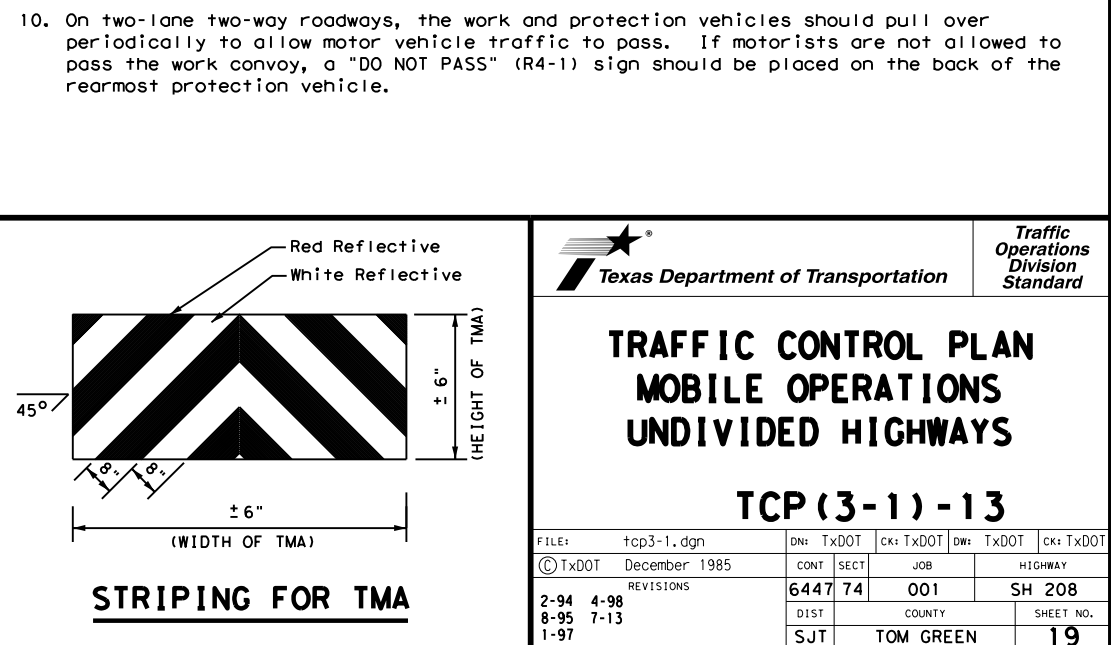 10. On two-lane two-way roadways, the work and protection vehicles should pull over
periodically to allow motor vehicle traffic to pass. If motorists are not allowed to
pass the work convoy, a "DO NOT PASS" (R4-1) sign should be placed on the back of the
rearmost protection vehicle.
Red Reflective
White Reflective
45°
8"
8"
± 6"
(HEIGHT OF TMA)
± 6"
(WIDTH OF TMA)
STRIPING FOR TMA
®
Texas Department of Transportation
Traffic
Operations
Division
Standard
TRAFFIC CONTROL PLAN
MOBILE OPERATIONS
UNDIVIDED HIGHWAYS
TCP(3-1)-13
FILE: tcp3-1.dgn DN: TxDOT CK: TxDOT DW: TxDOT CK: TxDOT
© TxDOT December 1985 CONT SECT JOB HIGHWAY
REVISIONS 6447 74 001 SH 208
2-94 4-98
8-95 7-13
1-97
DIST COUNTY SHEET NO.
SJT TOM GREEN 19